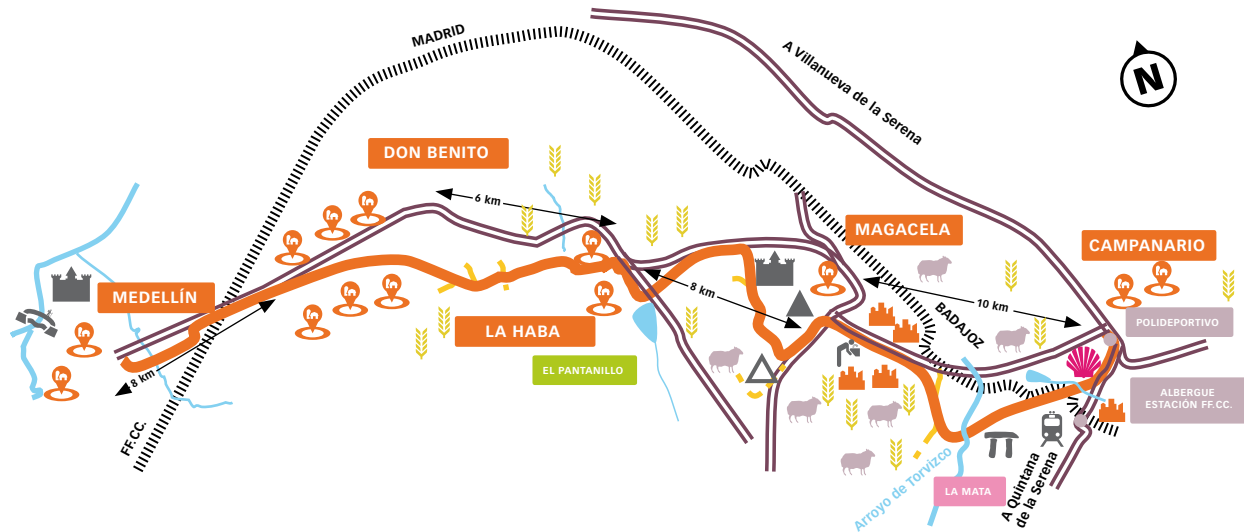 MADRID
A Villanueva de la Serena
N
DON BENITO
6 km
MAGACELA
CAMPANARIO
MEDELLÍN
8 km
10 km
BADAJOZ
POLIDEPORTIVO
LA HABA
EL PANTANILLO
8 km
ALBERGUE
ESTACIÓN FF.CC.
FF.CC.
Arroyo de Torvizco
LA MATA
A Quintana
de la Serena